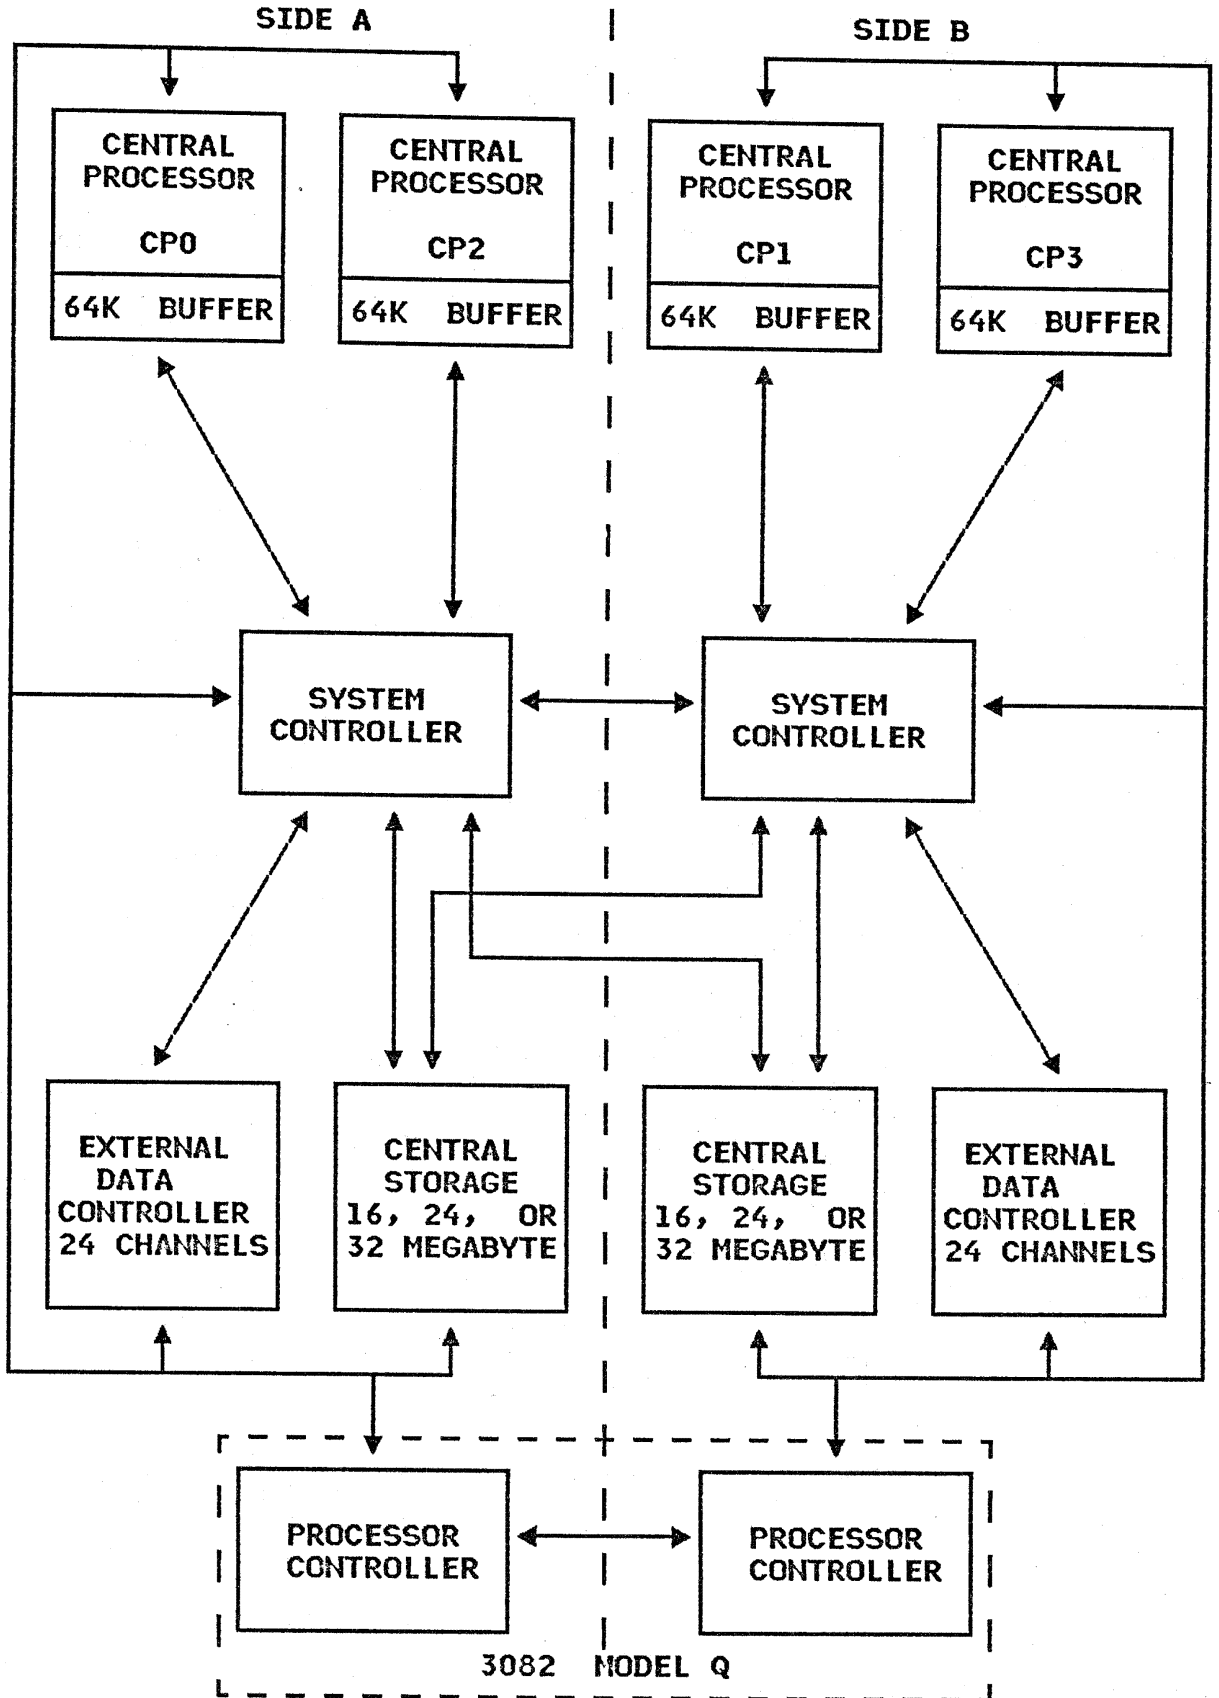 SIDE A
SIDE B
CENTRAL
PROCESSOR
CP0
64K BUFFER
CENTRAL
PROCESSOR
CP2
64K BUFFER
CENTRAL
PROCESSOR
CP1
64K BUFFER
CENTRAL
PROCESSOR
CP3
64K BUFFER
SYSTEM
CONTROLLER
SYSTEM
CONTROLLER
EXTERNAL
DATA
CONTROLLER
24 CHANNELS
CENTRAL
STORAGE
16, 24, OR
32 MEGABYTE
CENTRAL
STORAGE
16, 24, OR
32 MEGABYTE
EXTERNAL
DATA
CONTROLLER
24 CHANNELS
PROCESSOR
CONTROLLER
PROCESSOR
CONTROLLER
3082 MODEL Q